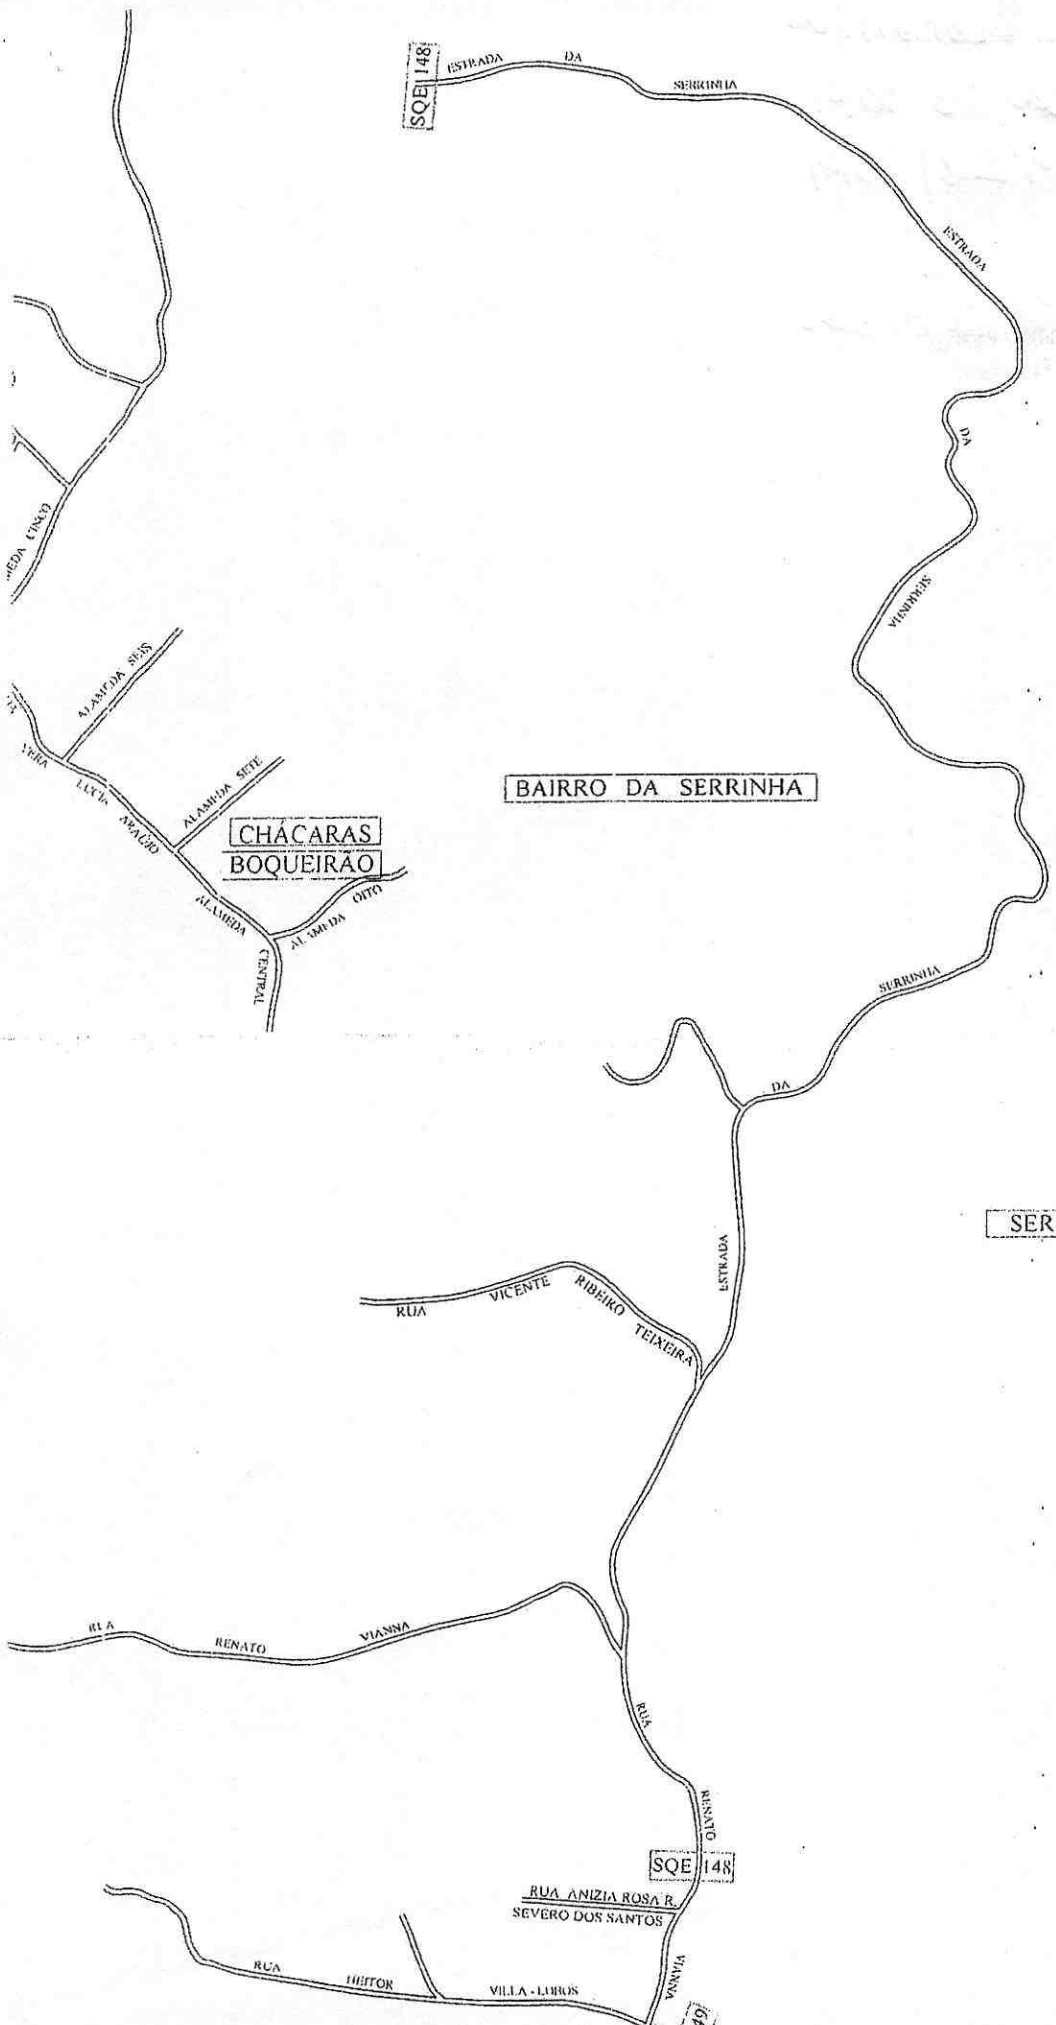 SQE 148
ESTRADA DA SERRINHA
ESTRADA
DA
SERRINHA
MEDA CINCO
ALAMEDA SEIS
VERA LUCIA ARAÚJO
ALAMEDA SETE
BAIRRO DA SERRINHA
CHÁCARAS
BOQUEIRÃO
ALAMEDA OITO
ALAMEDA
CENTRAL
SERRINHA
DA
ESTRADA
SER
RUA VICENTE RIBEIRO TEIXEIRA
RUA RENATO VIANNA
RUA
RENATO
SQE 148
RUA ANIZIA ROSA R.
SEVERO DOS SANTOS
VIANNA
RUA HEITOR VILLA-LOBOS
49